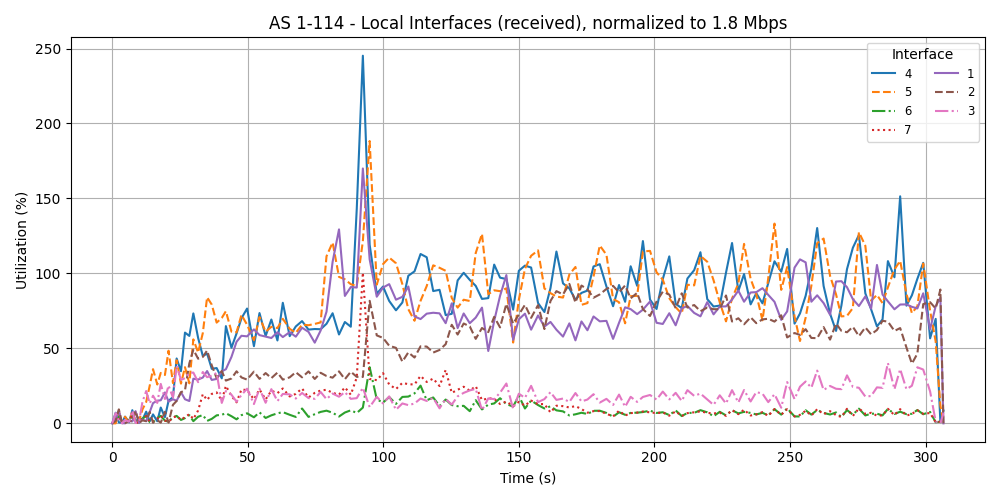 AS 1-114 - Local Interfaces (received), normalized to 1.8 Mbps
Utilization (%)
250
200
150
100
50
0
0 50 100 150 200 250 300
Time (s)
Interface
4 1
5 2
6 3
7